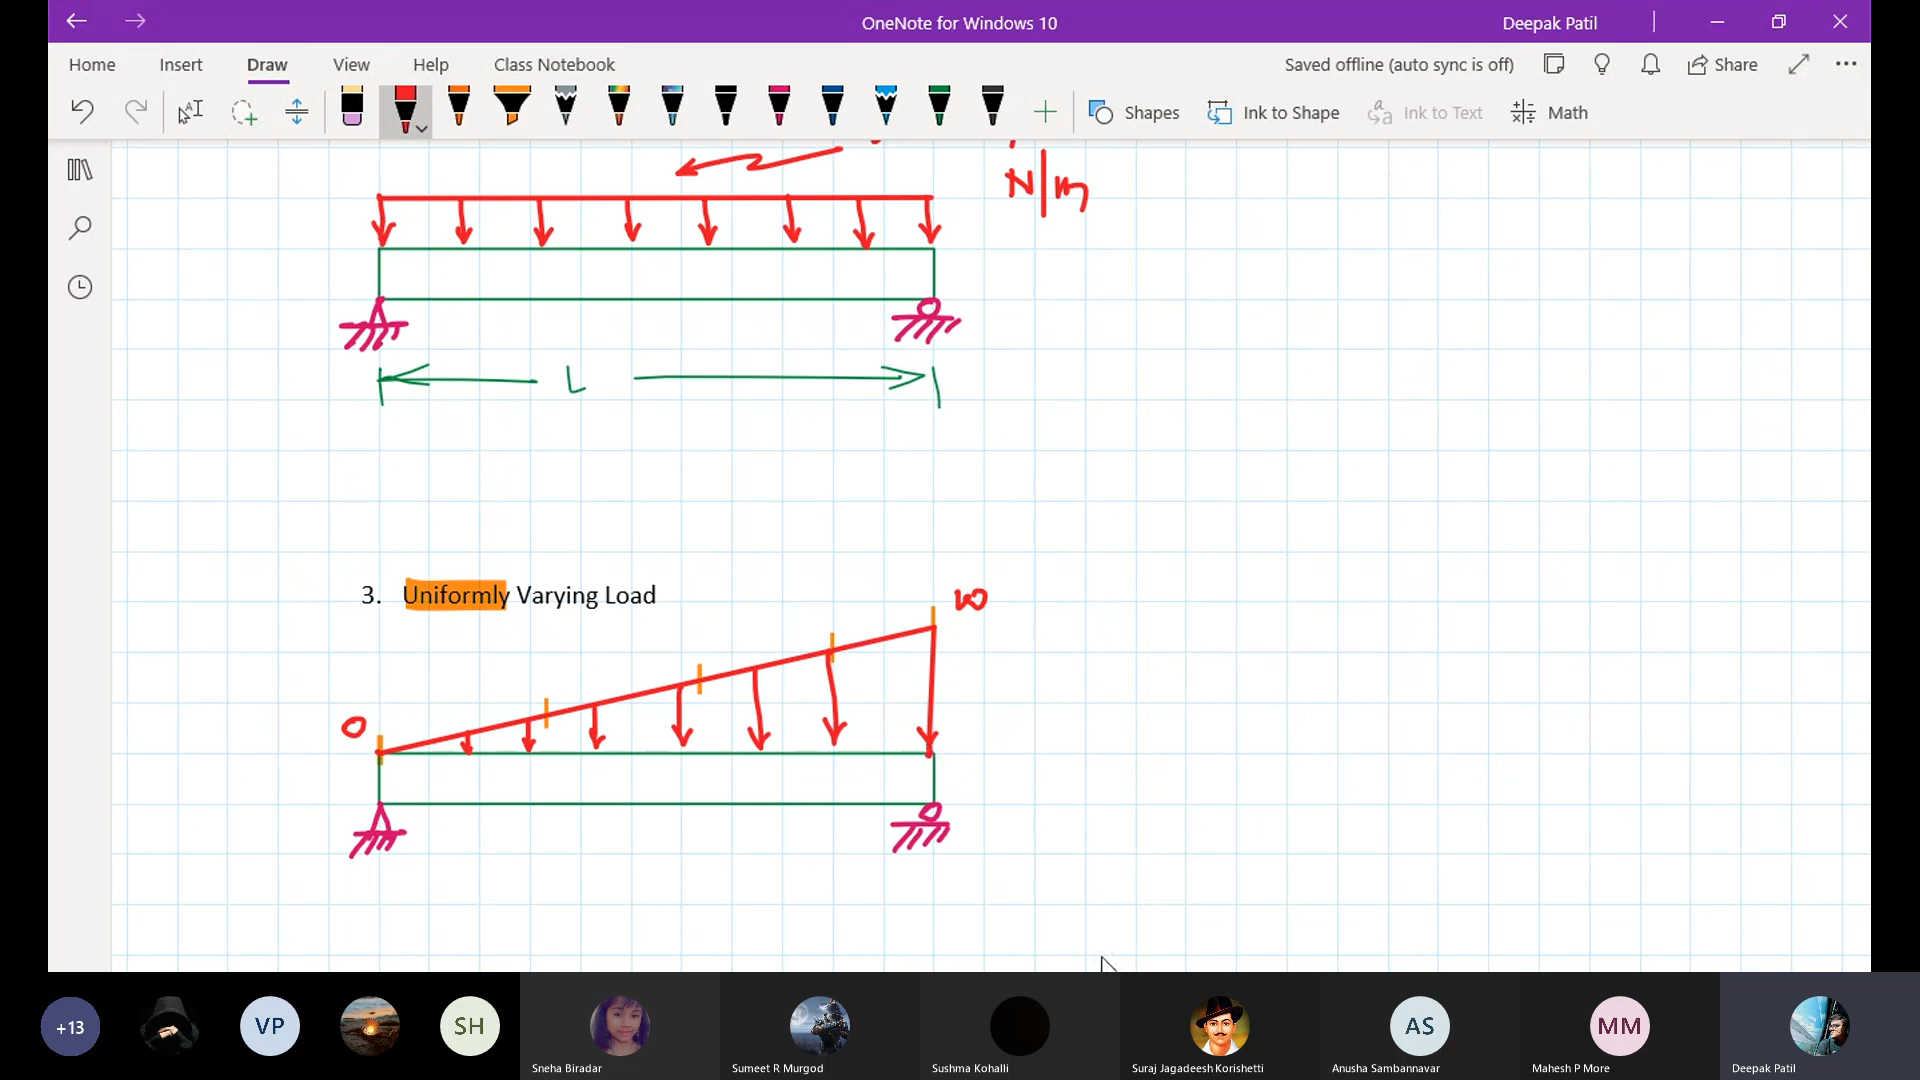 OneNote for Windows 10
Deepak Patil
Home Insert Draw View Help Class Notebook
Saved offline (auto sync is off)
Share
Shapes
Ink to Shape
Ink to Text
Math
N/m
L
3. Uniformly Varying Load
w
0
+13
VP
SH
AS
MM
Sneha Biradar
Sumeet R Murgod
Sushma Kohalli
Suraj Jagadeesh Korishetti
Anusha Sambannavar
Mahesh P More
Deepak Patil